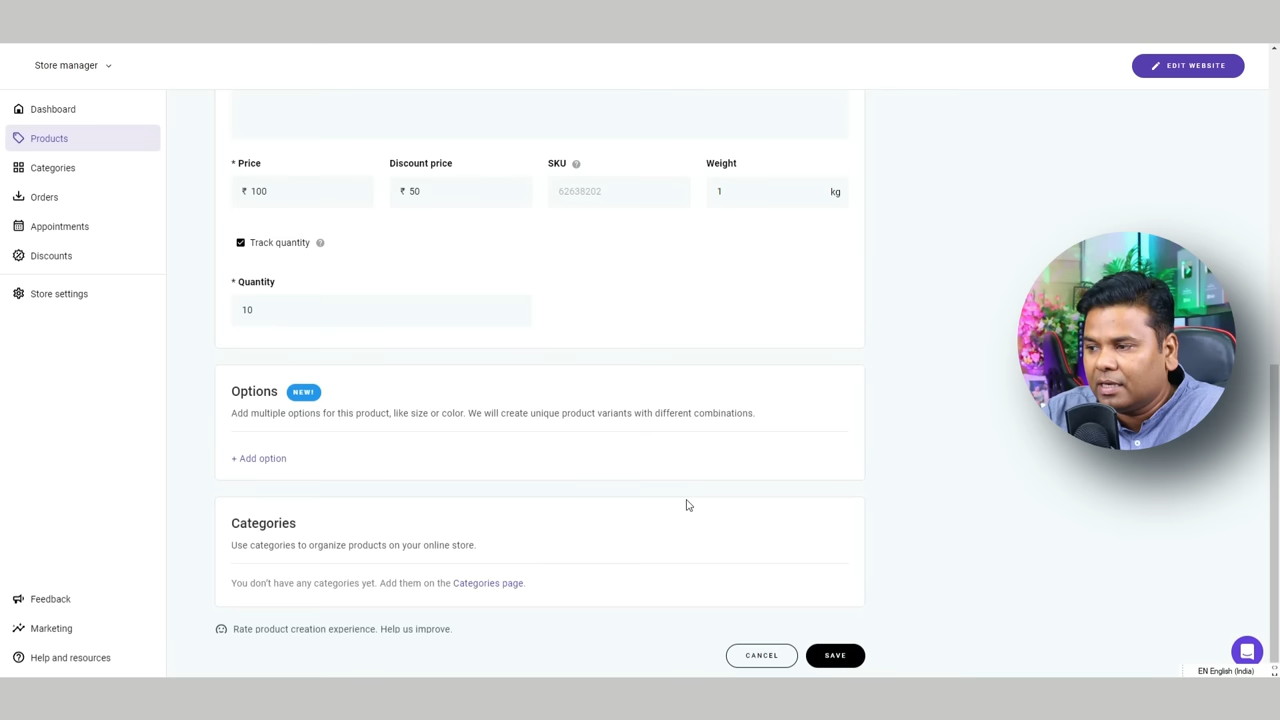 Store manager
EDIT WEBSITE
Dashboard
Products
Categories
Orders
Appointments
Discounts
Store settings
Feedback
Marketing
Help and resources
* Price
Discount price
SKU
Weight
₹ 100
₹ 50
62638202
1
kg
Track quantity
* Quantity
10
Options
NEW!
Add multiple options for this product, like size or color. We will create unique product variants with different combinations.
+ Add option
Categories
Use categories to organize products on your online store.
You don't have any categories yet. Add them on the Categories page.
Rate product creation experience. Help us improve.
CANCEL
SAVE
EN English (India)